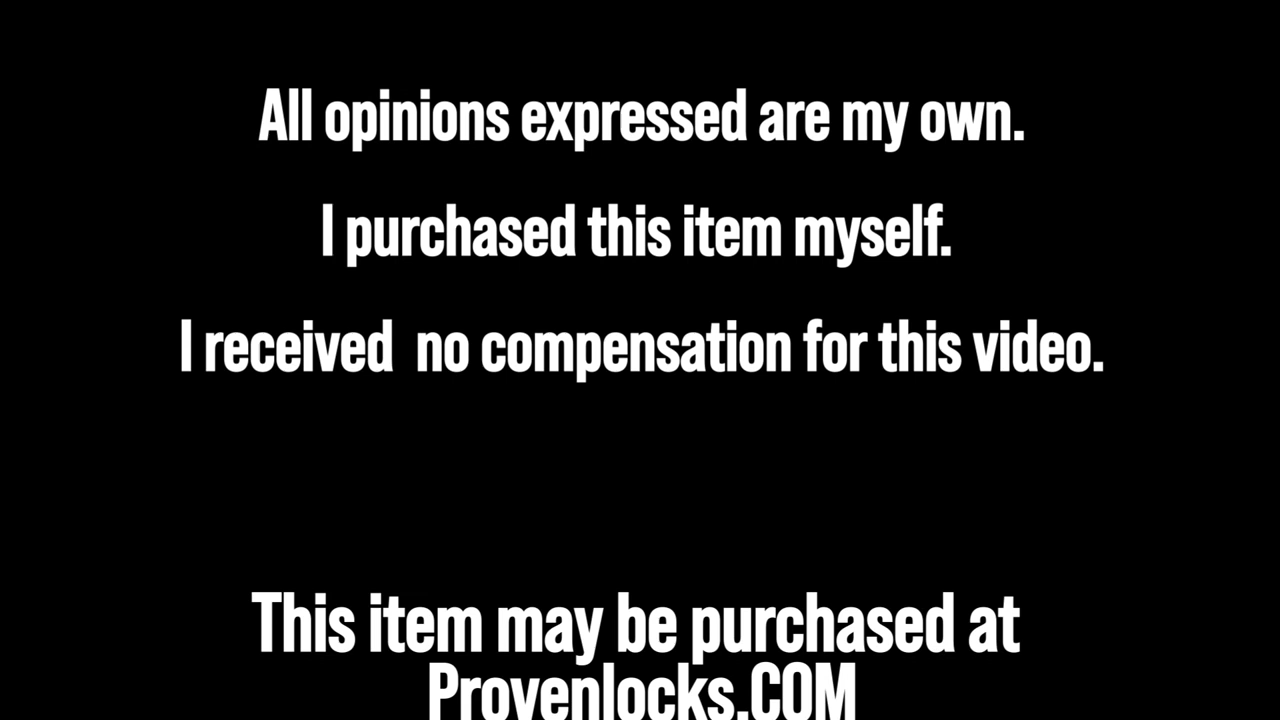 All opinions expressed are my own.
I purchased this item myself.
I received  no compensation for this video.
This item may be purchased at
Provenlocks.COM